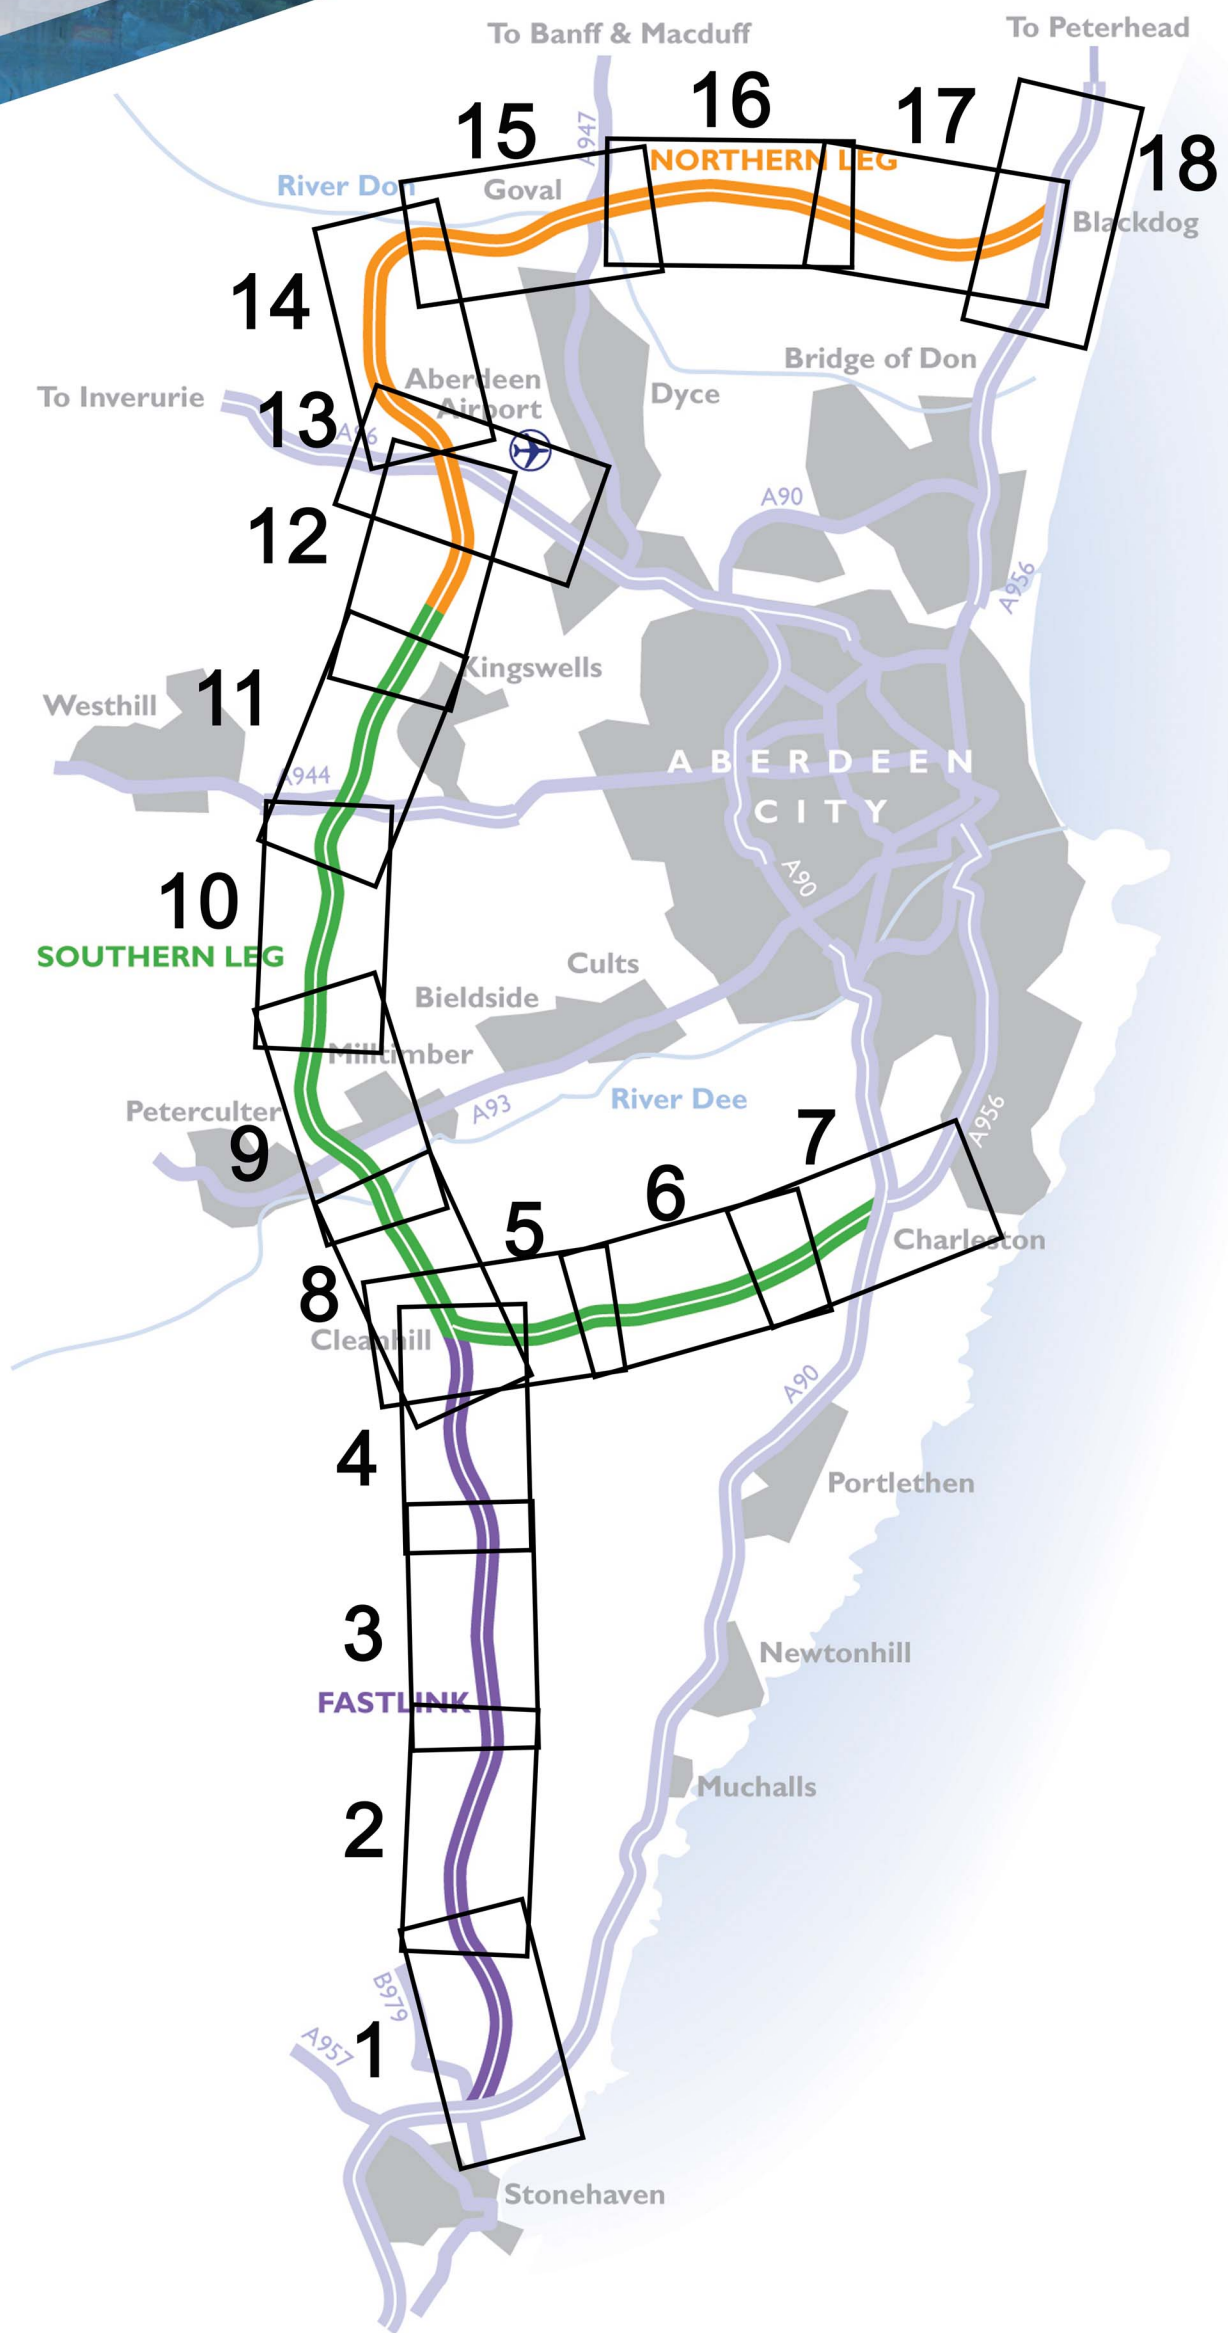 To Banff & Macduff
To Peterhead
16
17
15
A947
NORTHERN LEG
18
River Don
Goval
Blackdog
14
Bridge of Don
Aberdeen
Airport
To Inverurie
Dyce
13
A96
A90
12
A956
Kingswells
11
Westhill
ABERDEEN
CITY
A944
A90
10
SOUTHERN LEG
Cults
Bieldside
Milltimber
River Dee
A93
Peterculter
7
A956
9
6
5
Charleston
8
Cleanhill
A90
4
Portlethen
3
Newtonhill
FASTLINK
Muchalls
2
B979
A957
1
Stonehaven